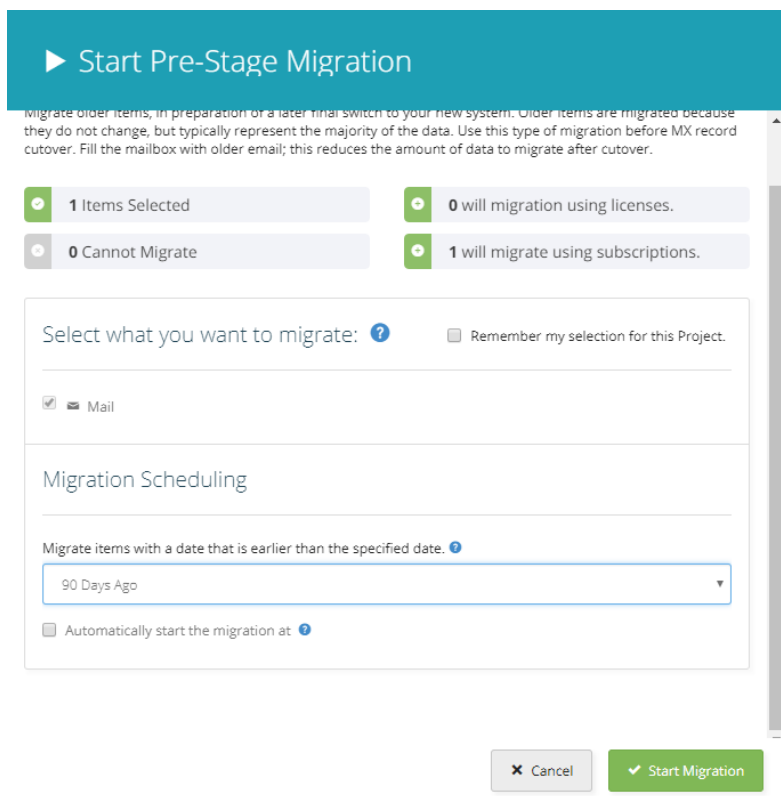 Start Pre-Stage Migration
Migrate older items, in preparation of a later final switch to your new system. Older items are migrated because
they do not change, but typically represent the majority of the data. Use this type of migration before MX record
cutover. Fill the mailbox with older email; this reduces the amount of data to migrate after cutover.
1 Items Selected
0 will migration using licenses.
0 Cannot Migrate
1 will migrate using subscriptions.
Select what you want to migrate: ?
Remember my selection for this Project.
Mail
Migration Scheduling
Migrate items with a date that is earlier than the specified date. ?
90 Days Ago
Automatically start the migration at ?
Cancel
Start Migration